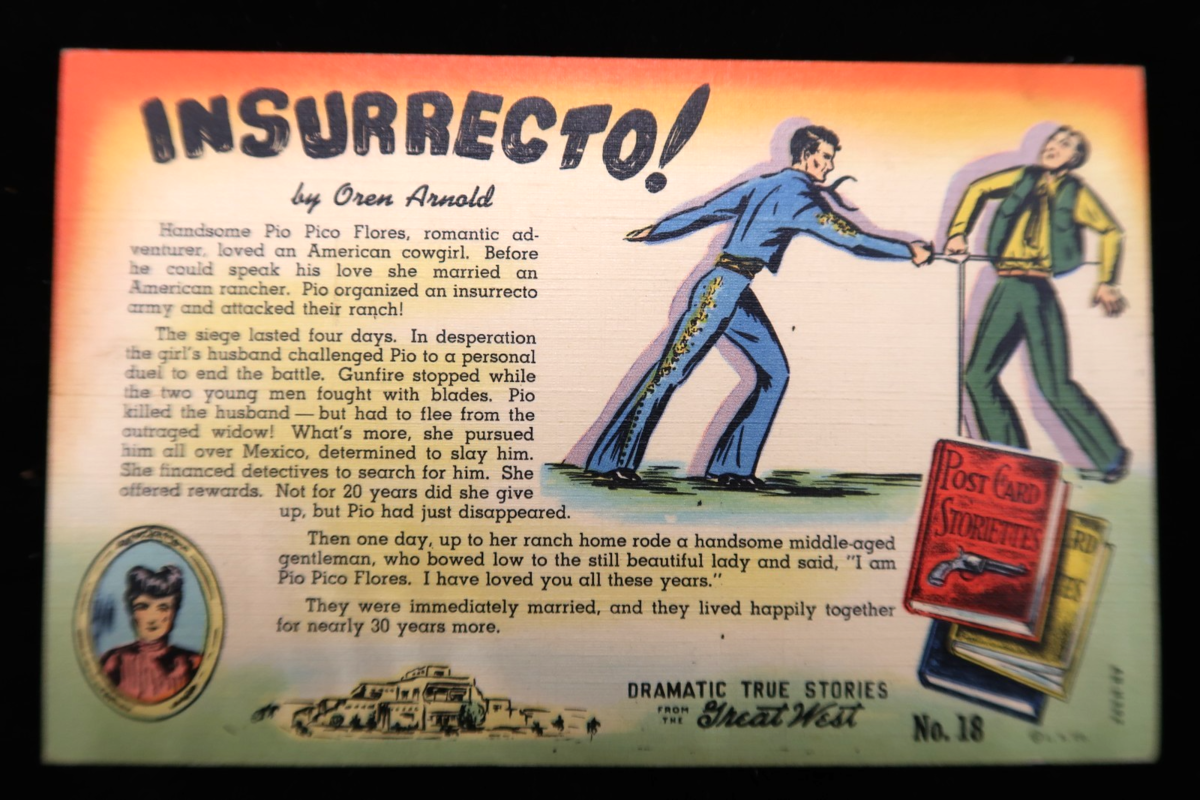 INSURRECTO!
by Oren Arnold
Handsome Pio Pico Flores, romantic ad-
venturer, loved an American cowgirl. Before
he could speak his love she married an
American rancher. Pio organized an insurrecto
army and attacked their ranch!
The siege lasted four days. In desperation
the girl's husband challenged Pio to a personal
duel to end the battle. Gunfire stopped while
the two young men fought with blades. Pio
killed the husband — but had to flee from the
outraged widow! What's more, she pursued
him all over Mexico, determined to slay him.
She financed detectives to search for him. She
offered rewards. Not for 20 years did she give
up, but Pio had just disappeared.
Then one day, up to her ranch home rode a handsome middle-aged
gentleman, who bowed low to the still beautiful lady and said, "I am
Pio Pico Flores. I have loved you all these years."
They were immediately married, and they lived happily together
for nearly 30 years more.
POST CARD
STORIETTES
DRAMATIC TRUE STORIES
FROM THE Great West
No. 18